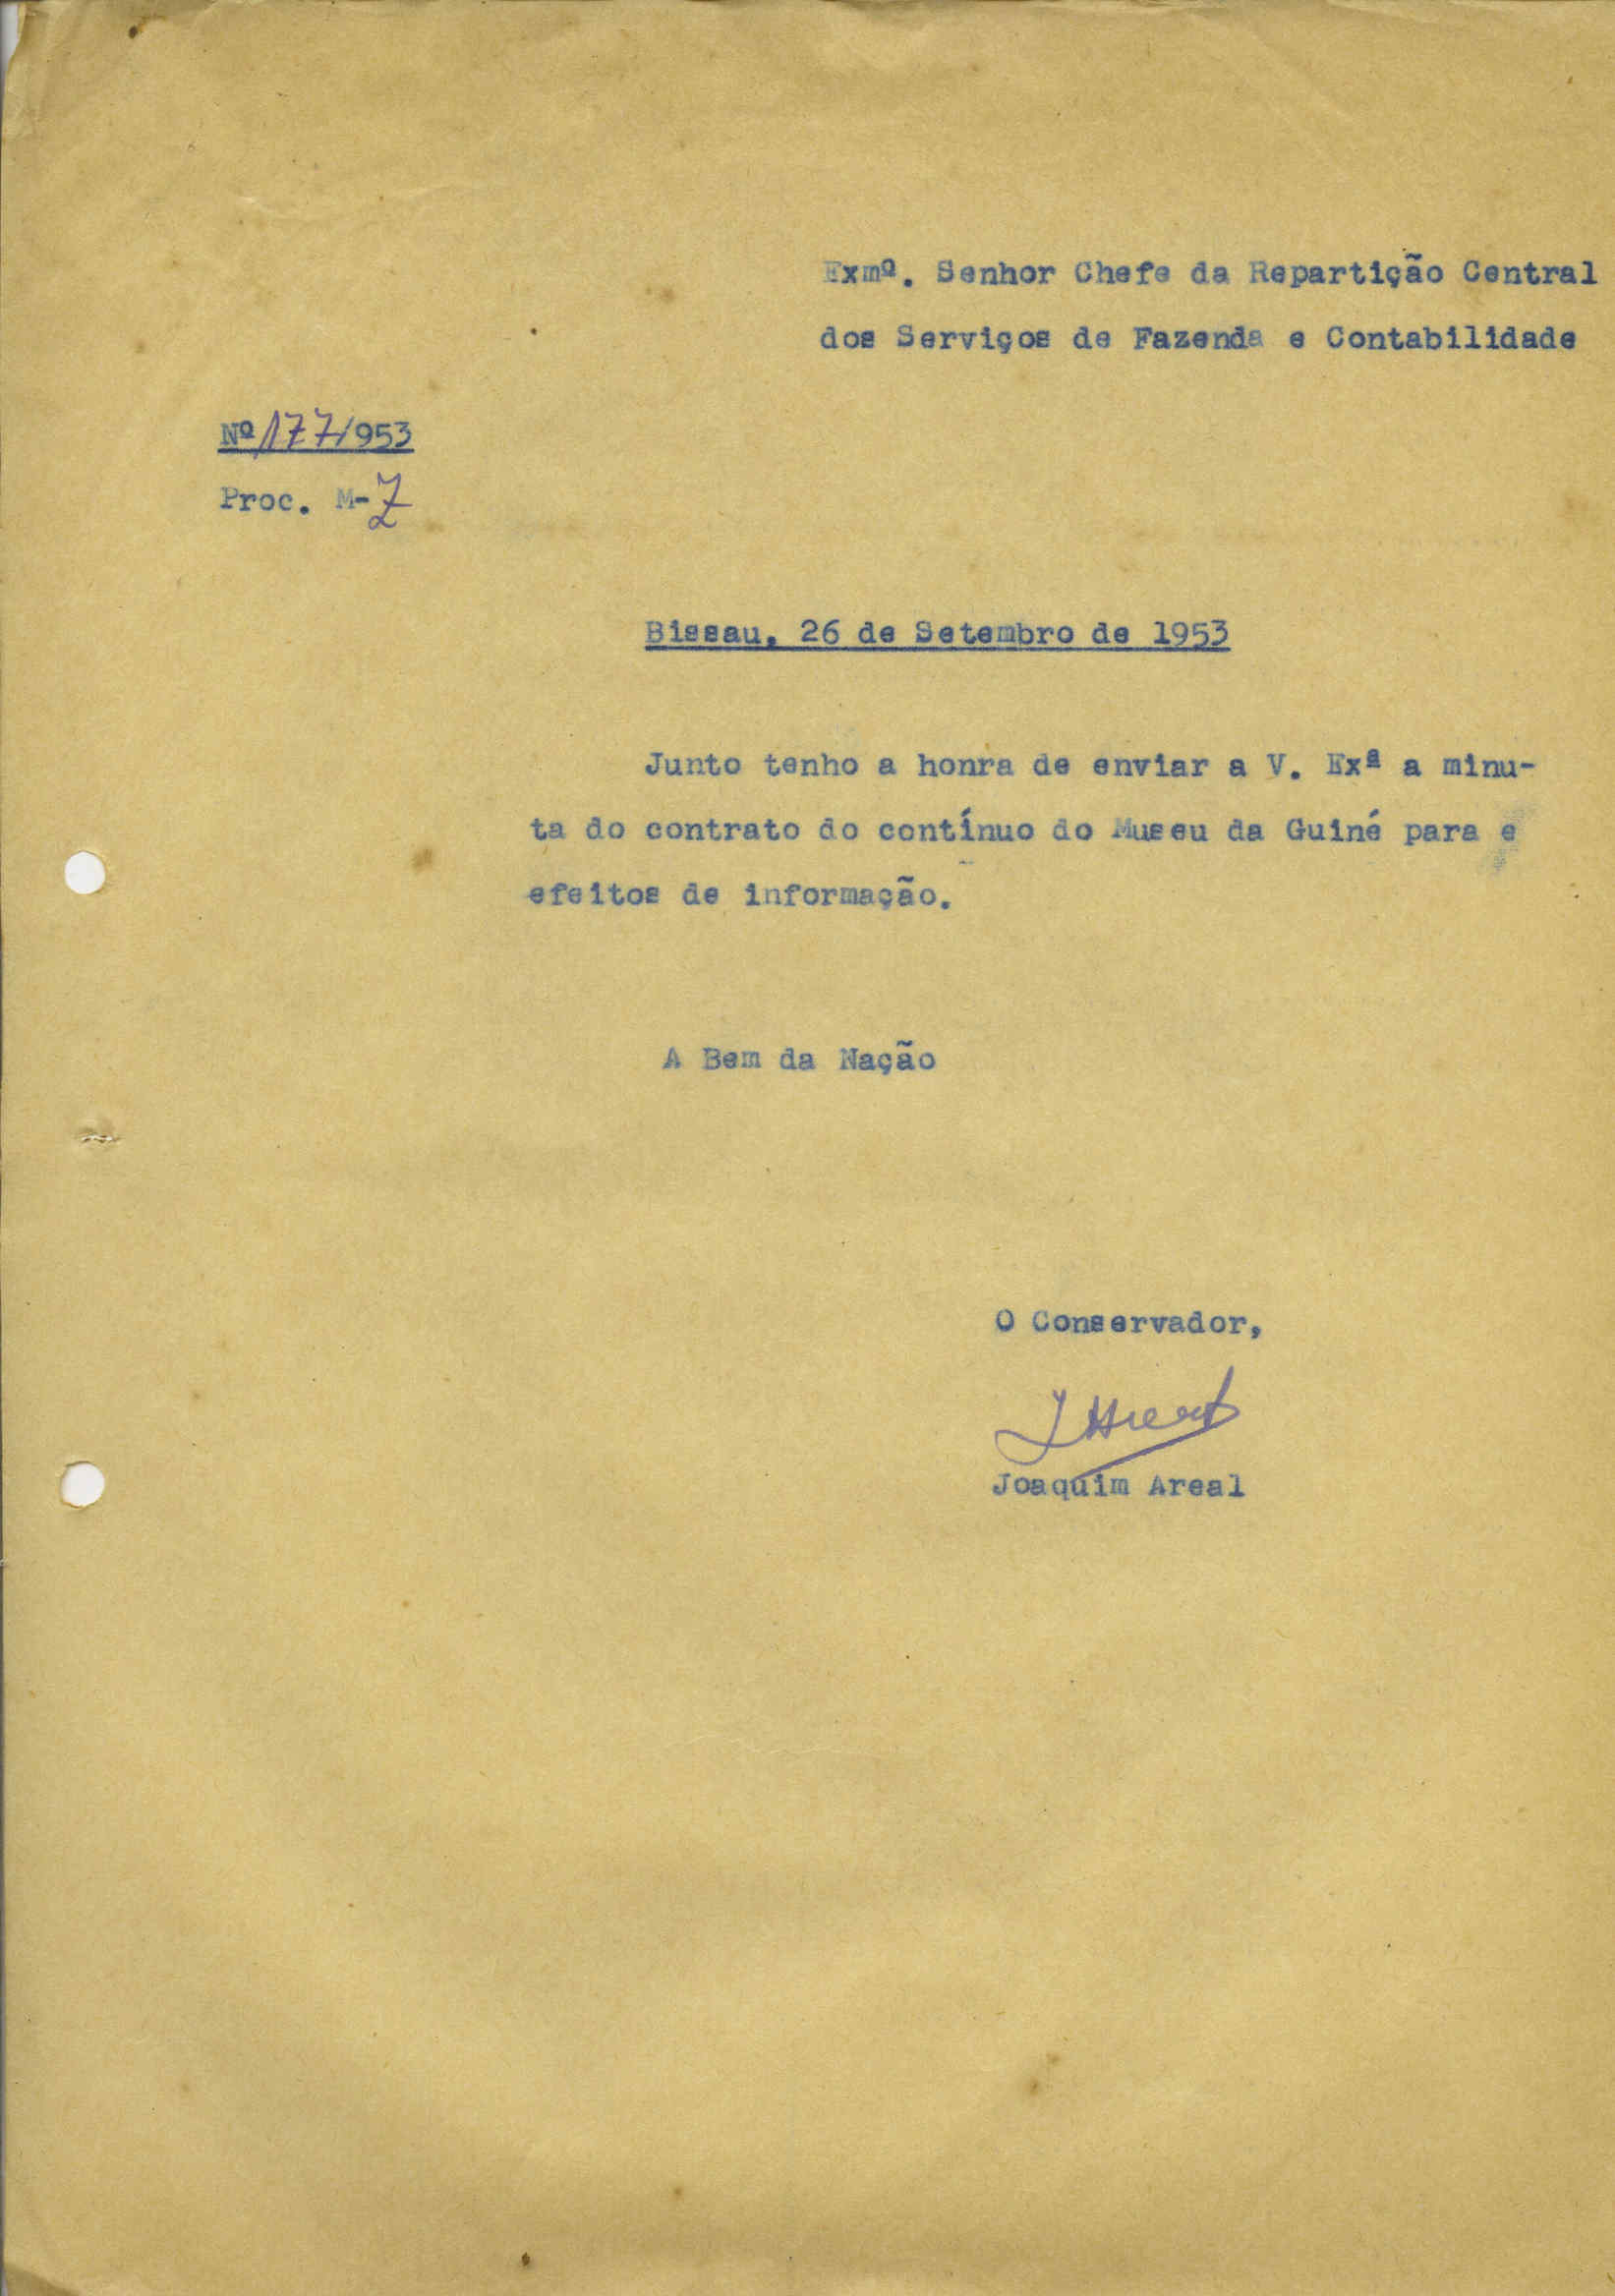 Exmº. Senhor Chefe da Repartição Central
dos Serviços de Fazenda e Contabilidade
Nº 177/953
Proc. M-7
Bissau, 26 de Setembro de 1953
Junto tenho a honra de enviar a V. Exª a minu-
ta do contrato do contínuo do Museu da Guiné para e
efeitos de informação.
A Bem da Nação
O Conservador,
J Areal
Joaquim Areal